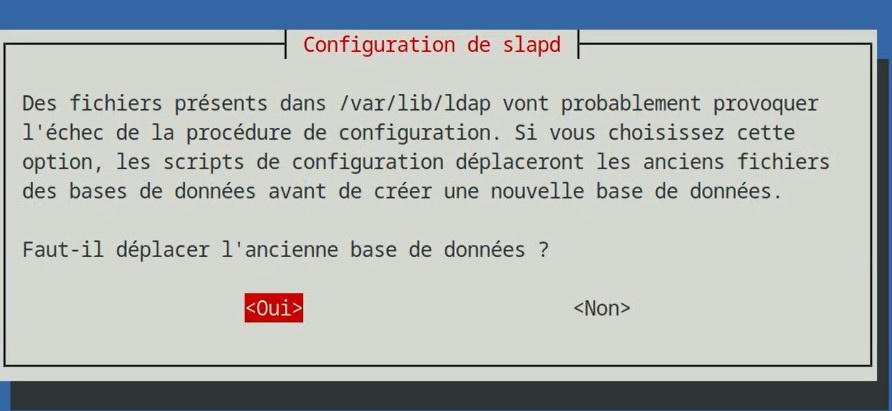 Configuration de slapd
Des fichiers présents dans /var/lib/ldap vont probablement provoquer
l'échec de la procédure de configuration. Si vous choisissez cette
option, les scripts de configuration déplaceront les anciens fichiers
des bases de données avant de créer une nouvelle base de données.
Faut-il déplacer l'ancienne base de données ?
<Oui> <Non>